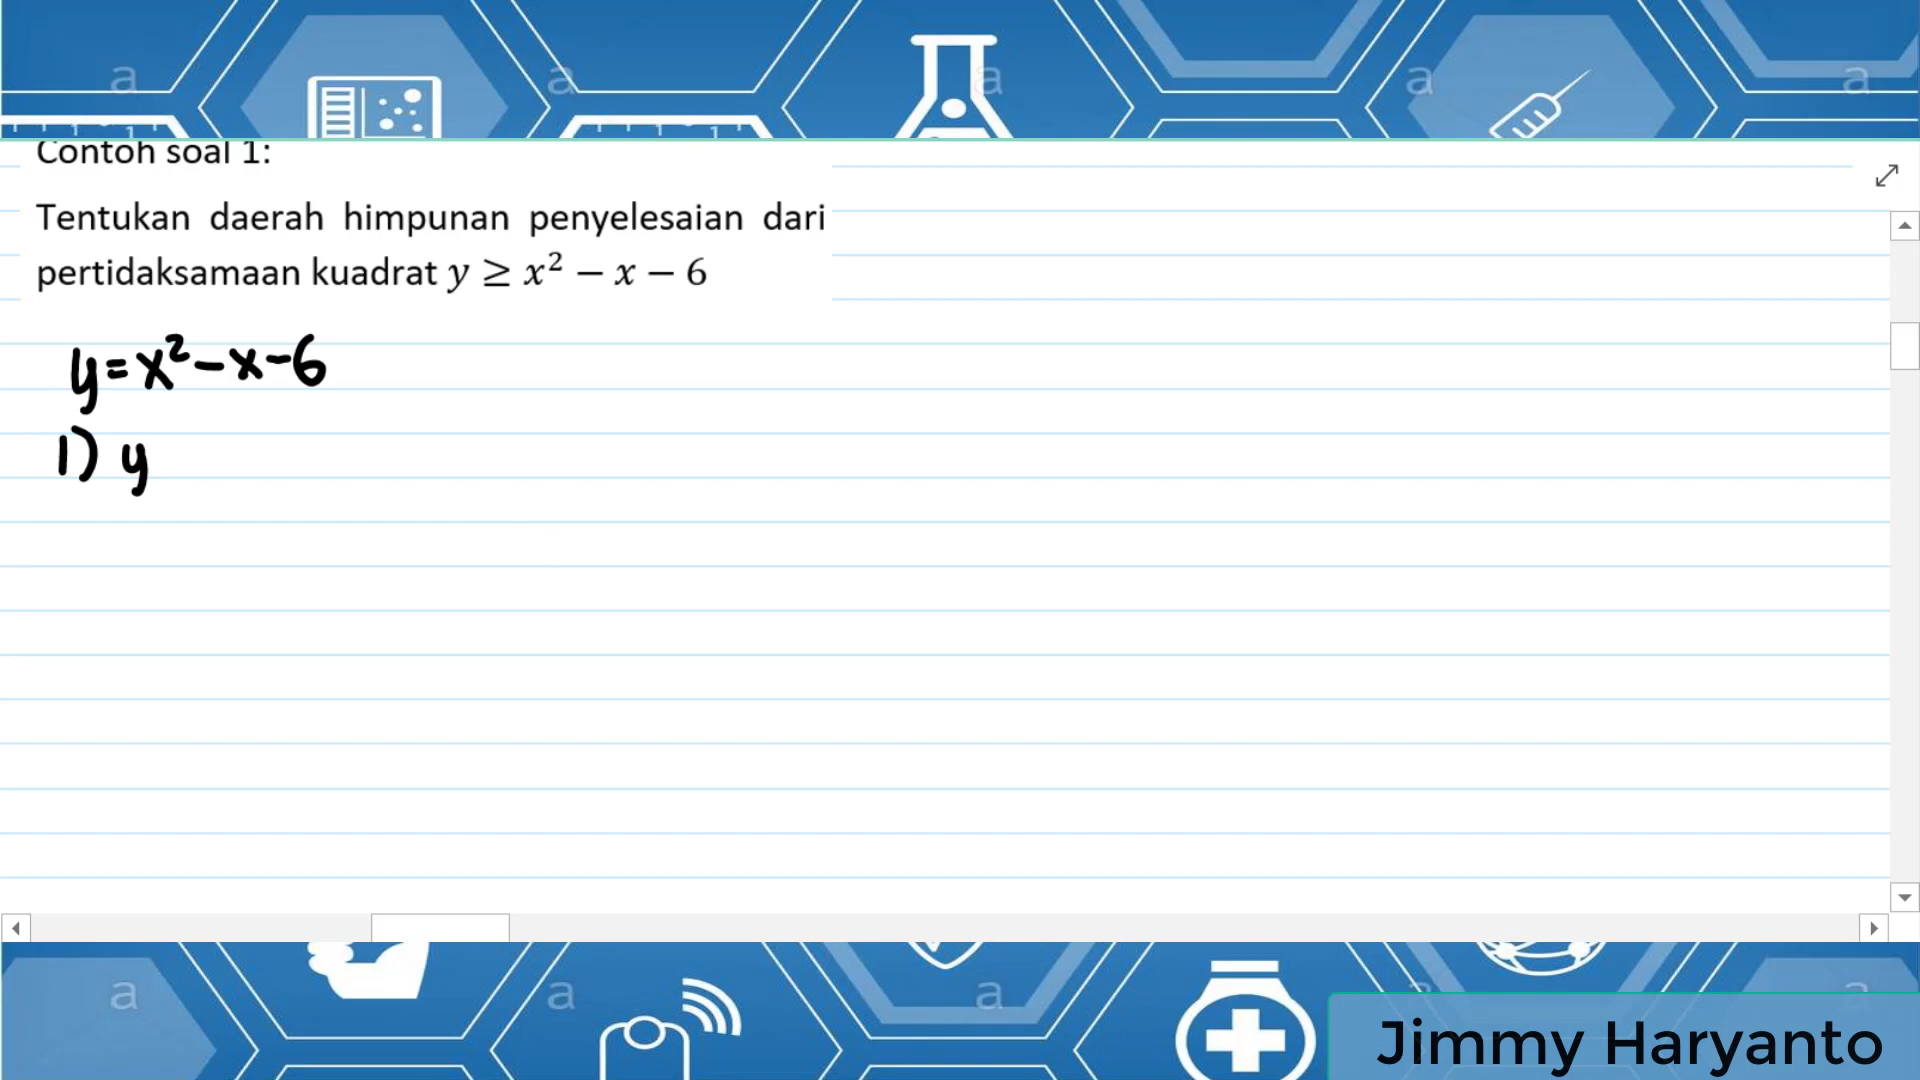 Contoh soal 1:
Tentukan daerah himpunan penyelesaian dari
pertidaksamaan kuadrat y ≥ x² − x − 6
y=x²-x-6
1) y
a a a a a
a a a a a
Jimmy Haryanto